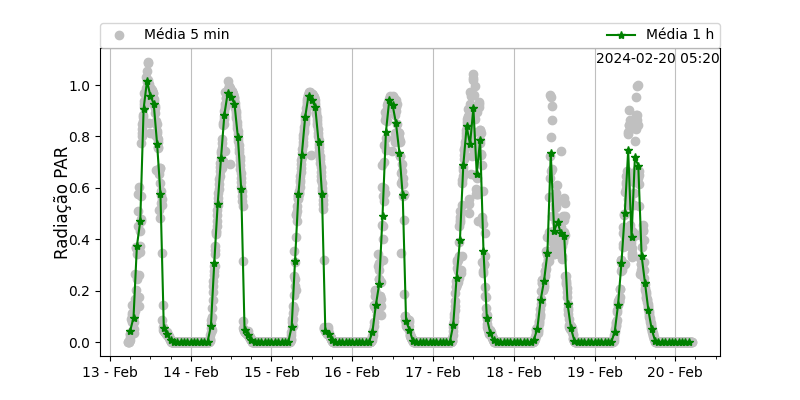 Média 5 min
Média 1 h
2024-02-20 05:20
Radiação PAR
1.0
0.8
0.6
0.4
0.2
0.0
13 - Feb
14 - Feb
15 - Feb
16 - Feb
17 - Feb
18 - Feb
19 - Feb
20 - Feb